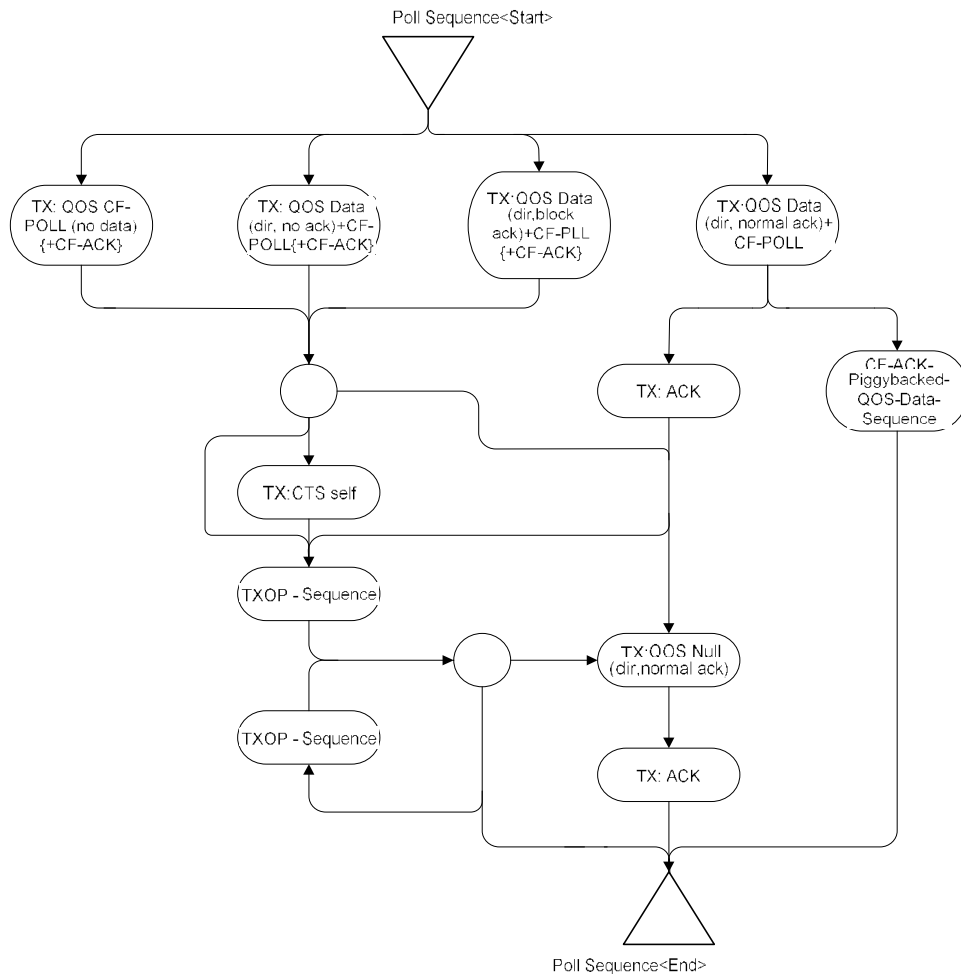 Poll Sequence<Start>
TX: QOS CF-
POLL (no data)
{+CF-ACK}
TX: QOS Data
(dir, no ack)+CF-
POLL{+CF-ACK}
TX:QOS Data
(dir,block
ack)+CF-PLL
{+CF-ACK}
TX:QOS Data
(dir, normal ack)+
CF-POLL
TX: ACK
CF-ACK-
Piggybacked-
QOS-Data-
Sequence
TX:CTS self
TXOP - Sequence
TX:QOS Null
(dir,normal ack)
TXOP - Sequence
TX: ACK
Poll Sequence<End>